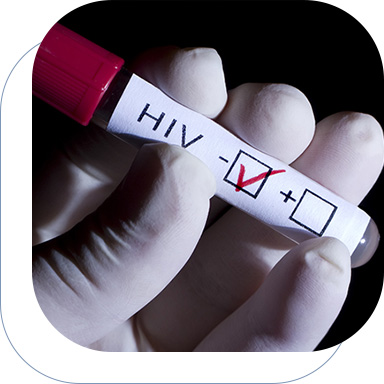 HIV - ☑ + ☐